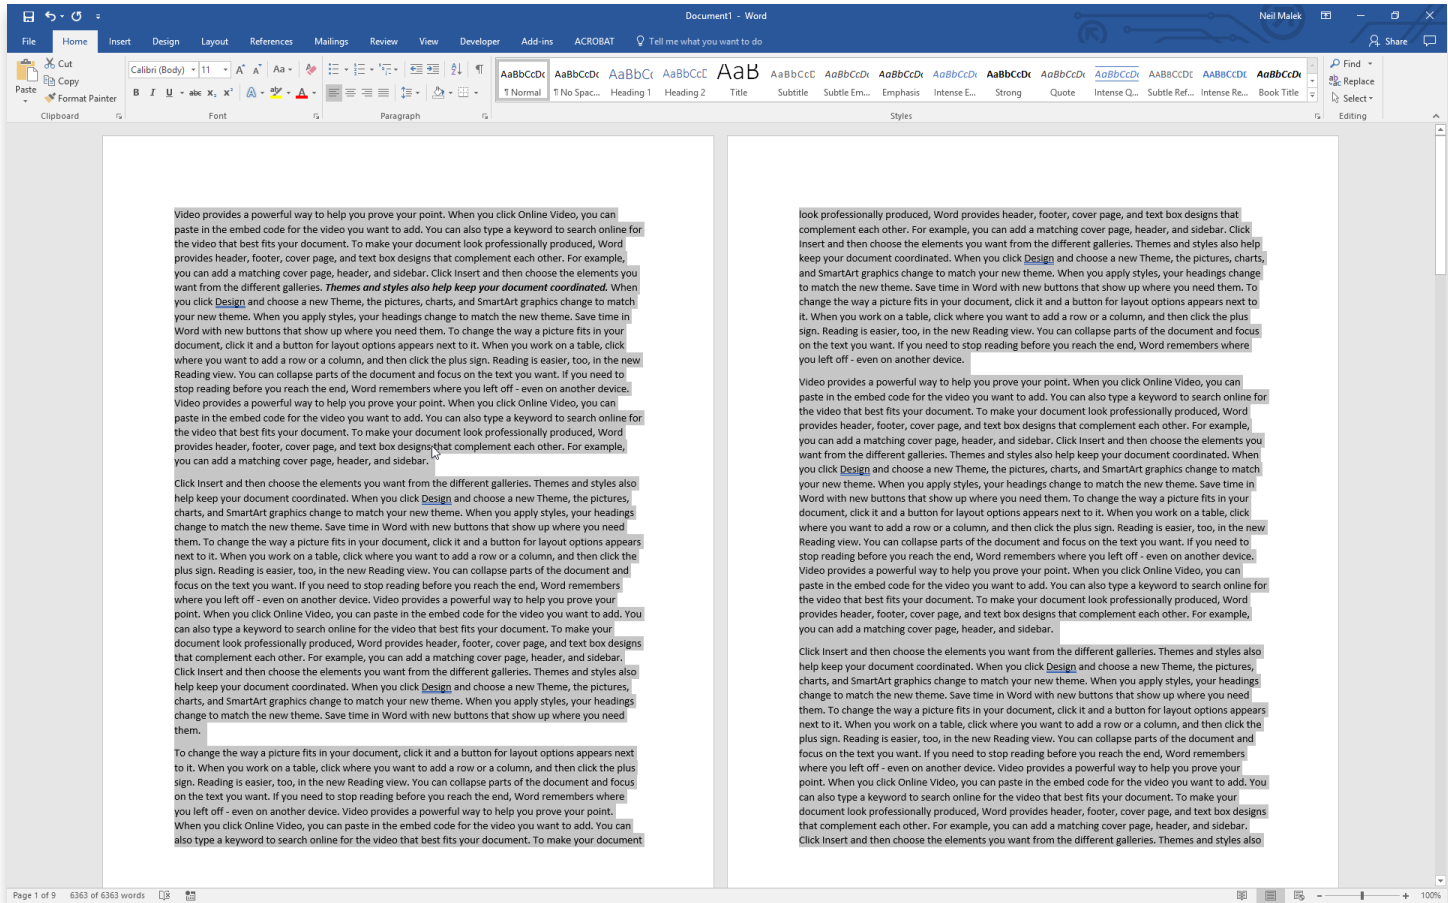 Document1 - Word
Neil Malek
File Home Insert Design Layout References Mailings Review View Developer Add-ins ACROBAT Tell me what you want to do Share
Paste
Cut
Copy
Format Painter
Clipboard
Calibri (Body) 11
Font
Paragraph
AaBbCcDc AaBbCcDc AaBbCc AaBbCcE AaB AaBbCcD AaBbCcDc AaBbCcDc AaBbCcDc AaBbCcDc AaBbCcDc AaBbCcDc AABBCCDE AABBCCDE AaBbCcDc
¶ Normal ¶ No Spac... Heading 1 Heading 2 Title Subtitle Subtle Em... Emphasis Intense E... Strong Quote Intense Q... Subtle Ref... Intense Re... Book Title
Styles
Find
Replace
Select
Editing
Video provides a powerful way to help you prove your point. When you click Online Video, you can
paste in the embed code for the video you want to add. You can also type a keyword to search online for
the video that best fits your document. To make your document look professionally produced, Word
provides header, footer, cover page, and text box designs that complement each other. For example,
you can add a matching cover page, header, and sidebar. Click Insert and then choose the elements you
want from the different galleries. Themes and styles also help keep your document coordinated. When
you click Design and choose a new Theme, the pictures, charts, and SmartArt graphics change to match
your new theme. When you apply styles, your headings change to match the new theme. Save time in
Word with new buttons that show up where you need them. To change the way a picture fits in your
document, click it and a button for layout options appears next to it. When you work on a table, click
where you want to add a row or a column, and then click the plus sign. Reading is easier, too, in the new
Reading view. You can collapse parts of the document and focus on the text you want. If you need to
stop reading before you reach the end, Word remembers where you left off - even on another device.
Video provides a powerful way to help you prove your point. When you click Online Video, you can
paste in the embed code for the video you want to add. You can also type a keyword to search online for
the video that best fits your document. To make your document look professionally produced, Word
provides header, footer, cover page, and text box designs that complement each other. For example,
you can add a matching cover page, header, and sidebar.
Click Insert and then choose the elements you want from the different galleries. Themes and styles also
help keep your document coordinated. When you click Design and choose a new Theme, the pictures,
charts, and SmartArt graphics change to match your new theme. When you apply styles, your headings
change to match the new theme. Save time in Word with new buttons that show up where you need
them. To change the way a picture fits in your document, click it and a button for layout options appears
next to it. When you work on a table, click where you want to add a row or a column, and then click the
plus sign. Reading is easier, too, in the new Reading view. You can collapse parts of the document and
focus on the text you want. If you need to stop reading before you reach the end, Word remembers
where you left off - even on another device. Video provides a powerful way to help you prove your
point. When you click Online Video, you can paste in the embed code for the video you want to add. You
can also type a keyword to search online for the video that best fits your document. To make your
document look professionally produced, Word provides header, footer, cover page, and text box designs
that complement each other. For example, you can add a matching cover page, header, and sidebar.
Click Insert and then choose the elements you want from the different galleries. Themes and styles also
help keep your document coordinated. When you click Design and choose a new Theme, the pictures,
charts, and SmartArt graphics change to match your new theme. When you apply styles, your headings
change to match the new theme. Save time in Word with new buttons that show up where you need
them.
To change the way a picture fits in your document, click it and a button for layout options appears next
to it. When you work on a table, click where you want to add a row or a column, and then click the plus
sign. Reading is easier, too, in the new Reading view. You can collapse parts of the document and focus
on the text you want. If you need to stop reading before you reach the end, Word remembers where
you left off - even on another device. Video provides a powerful way to help you prove your point.
When you click Online Video, you can paste in the embed code for the video you want to add. You can
also type a keyword to search online for the video that best fits your document. To make your document
look professionally produced, Word provides header, footer, cover page, and text box designs that
complement each other. For example, you can add a matching cover page, header, and sidebar. Click
Insert and then choose the elements you want from the different galleries. Themes and styles also help
keep your document coordinated. When you click Design and choose a new Theme, the pictures, charts,
and SmartArt graphics change to match your new theme. When you apply styles, your headings change
to match the new theme. Save time in Word with new buttons that show up where you need them. To
change the way a picture fits in your document, click it and a button for layout options appears next to
it. When you work on a table, click where you want to add a row or a column, and then click the plus
sign. Reading is easier, too, in the new Reading view. You can collapse parts of the document and focus
on the text you want. If you need to stop reading before you reach the end, Word remembers where
you left off - even on another device.
Video provides a powerful way to help you prove your point. When you click Online Video, you can
paste in the embed code for the video you want to add. You can also type a keyword to search online for
the video that best fits your document. To make your document look professionally produced, Word
provides header, footer, cover page, and text box designs that complement each other. For example,
you can add a matching cover page, header, and sidebar. Click Insert and then choose the elements you
want from the different galleries. Themes and styles also help keep your document coordinated. When
you click Design and choose a new Theme, the pictures, charts, and SmartArt graphics change to match
your new theme. When you apply styles, your headings change to match the new theme. Save time in
Word with new buttons that show up where you need them. To change the way a picture fits in your
document, click it and a button for layout options appears next to it. When you work on a table, click
where you want to add a row or a column, and then click the plus sign. Reading is easier, too, in the new
Reading view. You can collapse parts of the document and focus on the text you want. If you need to
stop reading before you reach the end, Word remembers where you left off - even on another device.
Video provides a powerful way to help you prove your point. When you click Online Video, you can
paste in the embed code for the video you want to add. You can also type a keyword to search online for
the video that best fits your document. To make your document look professionally produced, Word
provides header, footer, cover page, and text box designs that complement each other. For example,
you can add a matching cover page, header, and sidebar.
Click Insert and then choose the elements you want from the different galleries. Themes and styles also
help keep your document coordinated. When you click Design and choose a new Theme, the pictures,
charts, and SmartArt graphics change to match your new theme. When you apply styles, your headings
change to match the new theme. Save time in Word with new buttons that show up where you need
them. To change the way a picture fits in your document, click it and a button for layout options appears
next to it. When you work on a table, click where you want to add a row or a column, and then click the
plus sign. Reading is easier, too, in the new Reading view. You can collapse parts of the document and
focus on the text you want. If you need to stop reading before you reach the end, Word remembers
where you left off - even on another device. Video provides a powerful way to help you prove your
point. When you click Online Video, you can paste in the embed code for the video you want to add. You
can also type a keyword to search online for the video that best fits your document. To make your
document look professionally produced, Word provides header, footer, cover page, and text box designs
that complement each other. For example, you can add a matching cover page, header, and sidebar.
Click Insert and then choose the elements you want from the different galleries. Themes and styles also
Page 1 of 9 6363 of 6363 words
100%